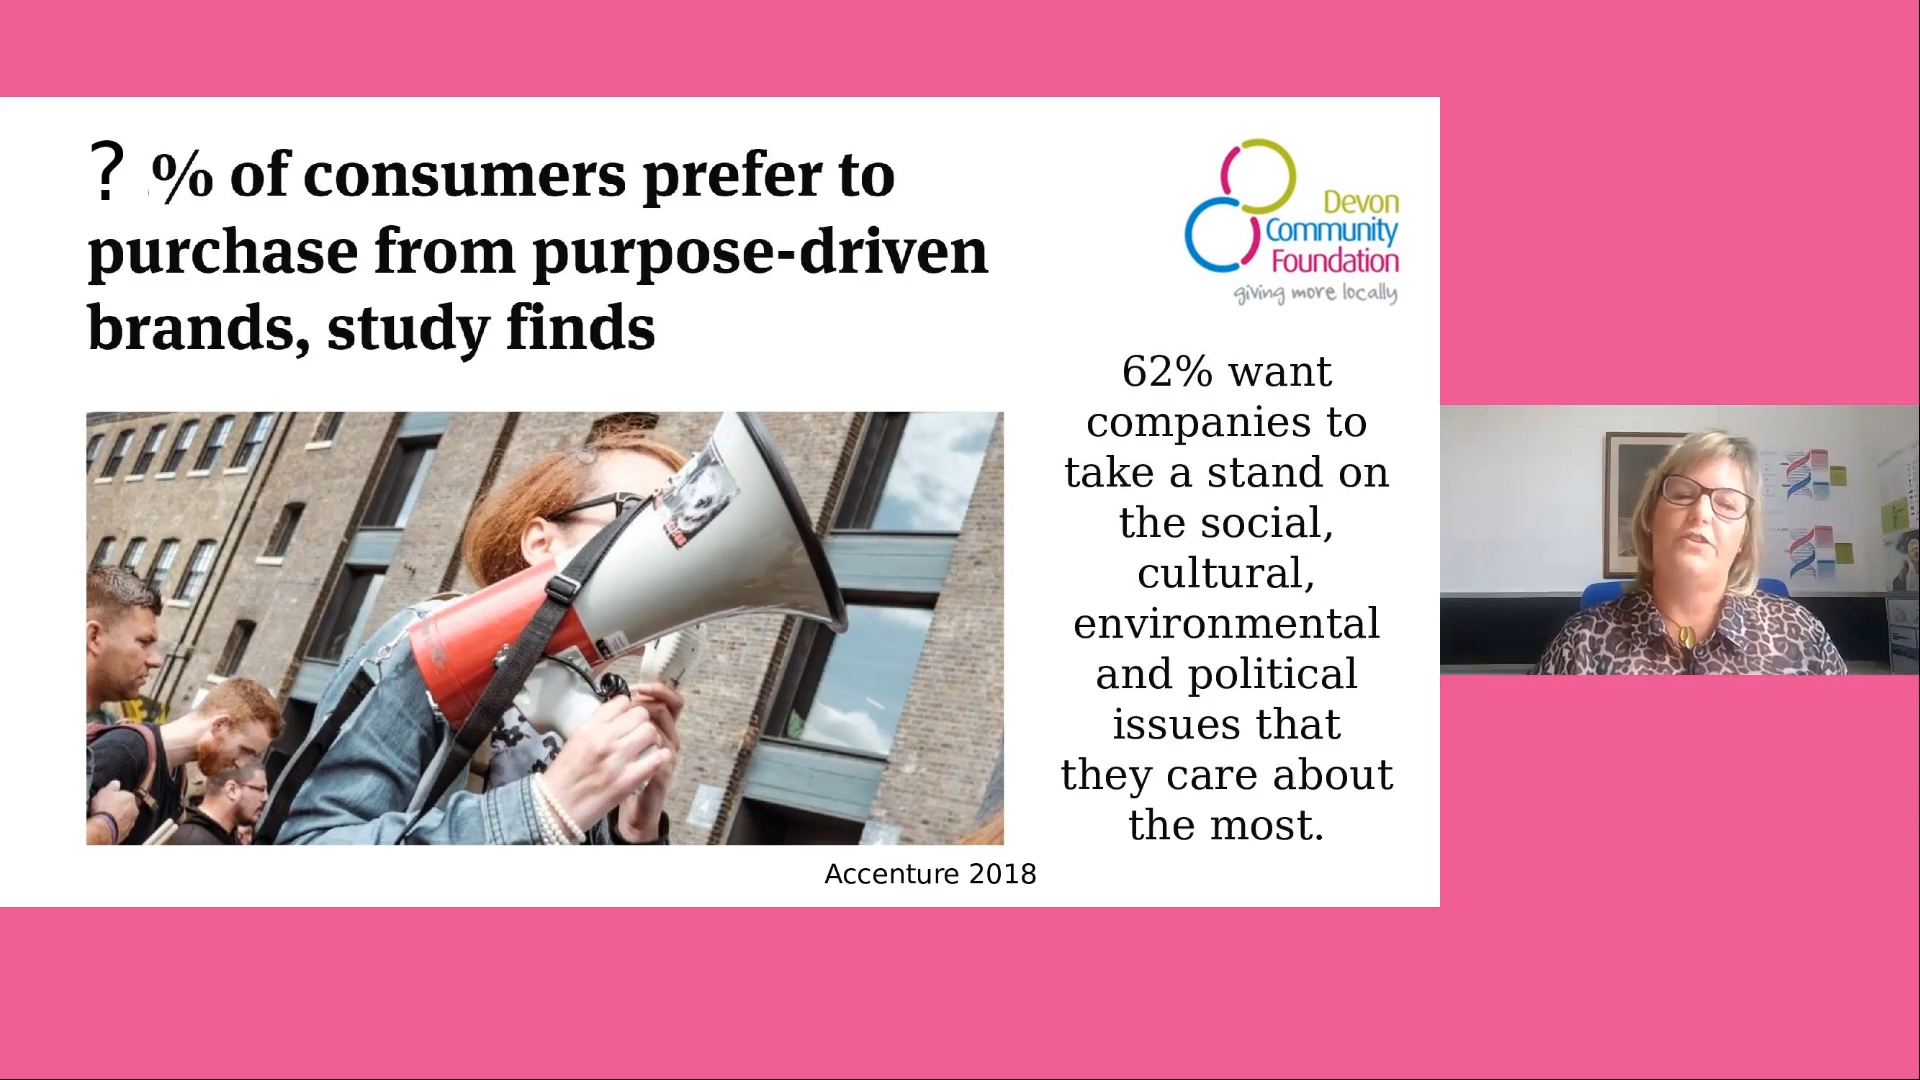 ? % of consumers prefer to
purchase from purpose-driven
brands, study finds
Devon
Community
Foundation
giving more locally
62% want
companies to
take a stand on
the social,
cultural,
environmental
and political
issues that
they care about
the most.
Accenture 2018